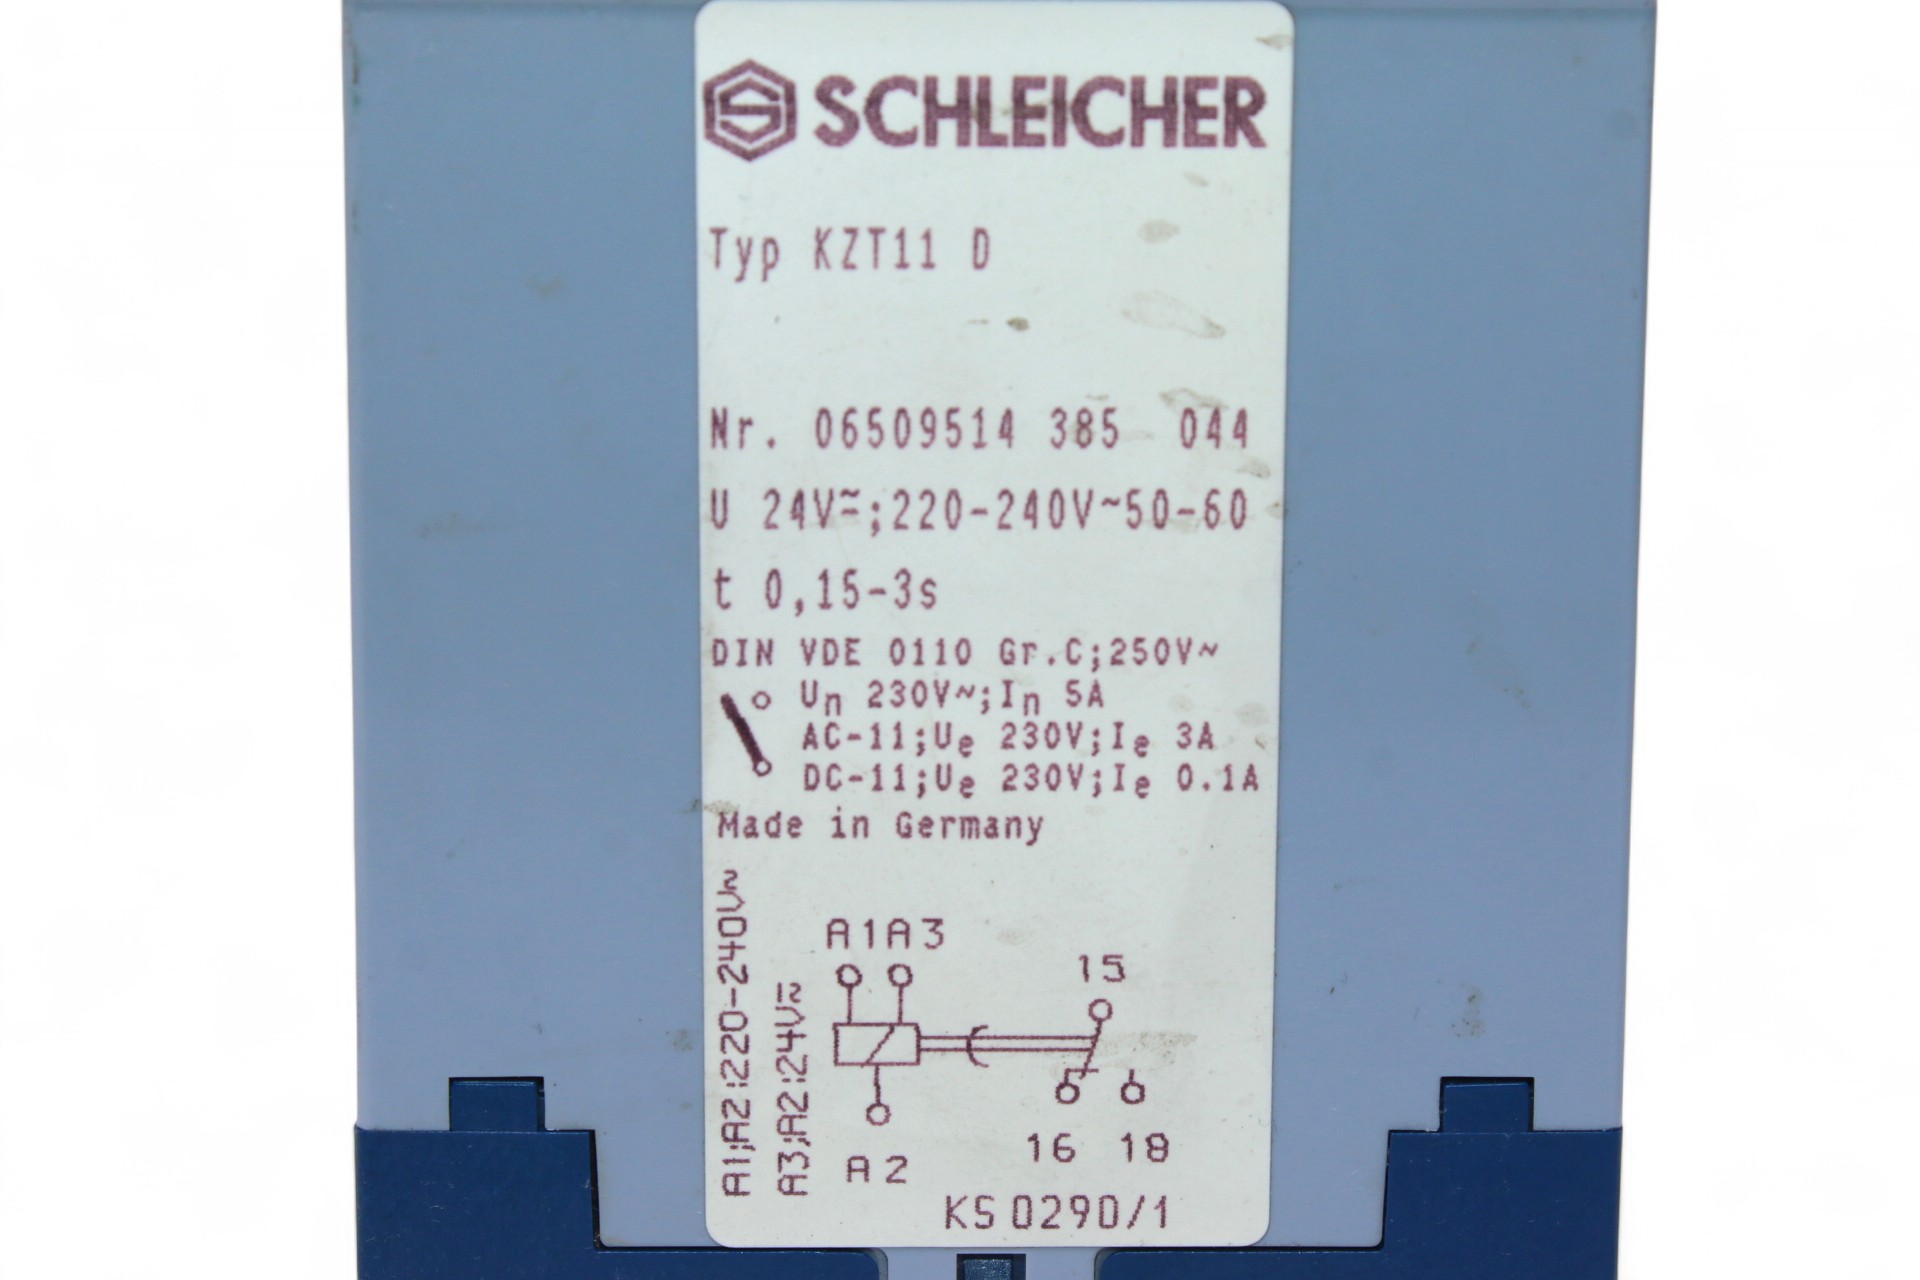 SCHLEICHER
Typ KZT11 D
Nr. 06509514 385 044
U 24V≂;220-240V~50-60
t 0,15-3s
DIN VDE 0110 Gr.C;250V~
Un 230V~;In 5A
AC-11;Ue 230V;Ie 3A
DC-11;Ue 230V;Ie 0.1A
Made in Germany
A1;A2:220-240V~
A3;A2:24V≂
A1A3
15
16 18
A2
KS0290/1